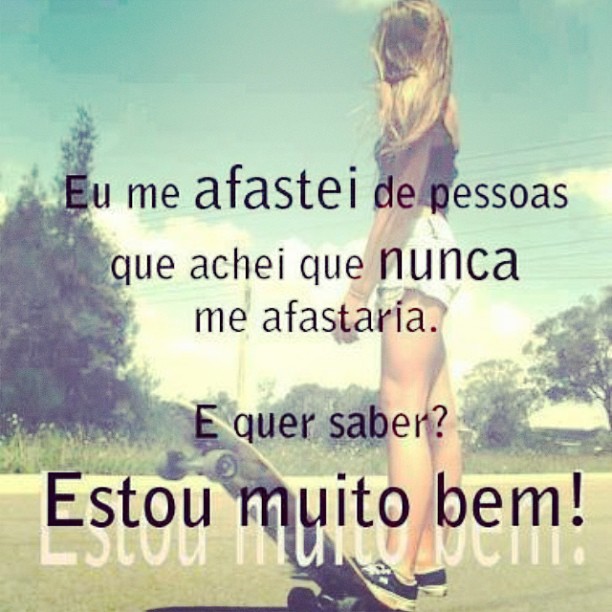 Eu me afastei de pessoas
que achei que nunca
me afastaria.
E quer saber?
Estou muito bem!